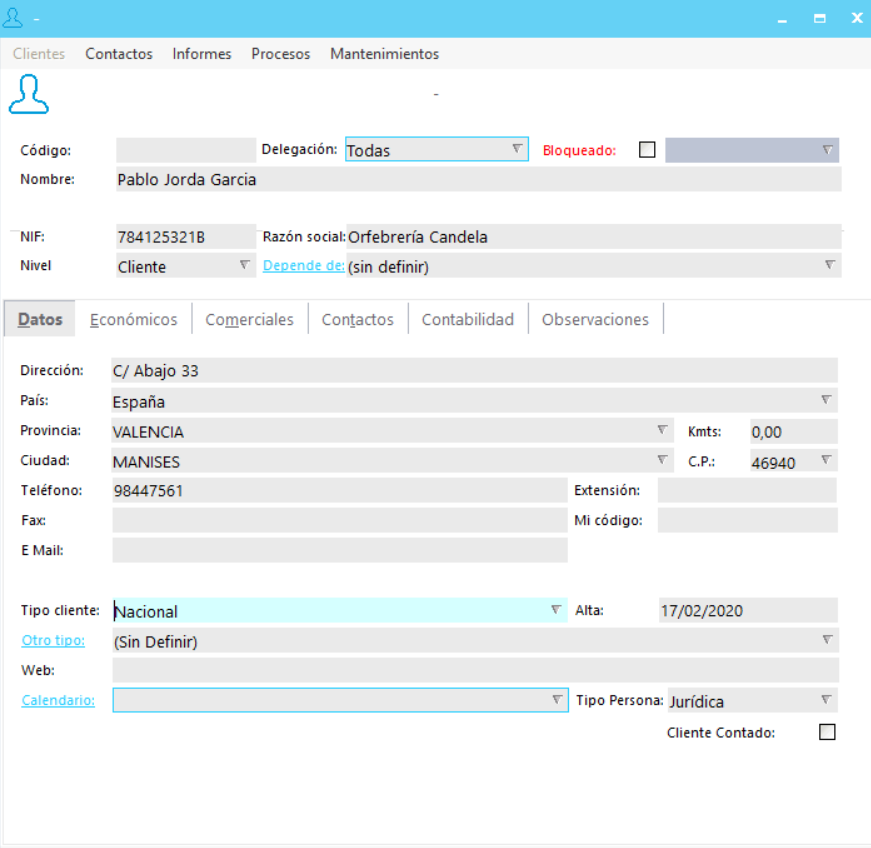 -
Clientes Contactos Informes Procesos Mantenimientos
-
Código: Delegación: Todas Bloqueado:
Nombre: Pablo Jorda Garcia
NIF: 784125321B Razón social: Orfebrería Candela
Nivel Cliente Depende de: (sin definir)
Datos Económicos Comerciales Contactos Contabilidad Observaciones
Dirección: C/ Abajo 33
País: España
Provincia: VALENCIA Kmts: 0,00
Ciudad: MANISES C.P.: 46940
Teléfono: 98447561 Extensión:
Fax: Mi código:
E Mail:
Tipo cliente: Nacional Alta: 17/02/2020
Otro tipo: (Sin Definir)
Web:
Calendario: Tipo Persona: Jurídica
Cliente Contado: